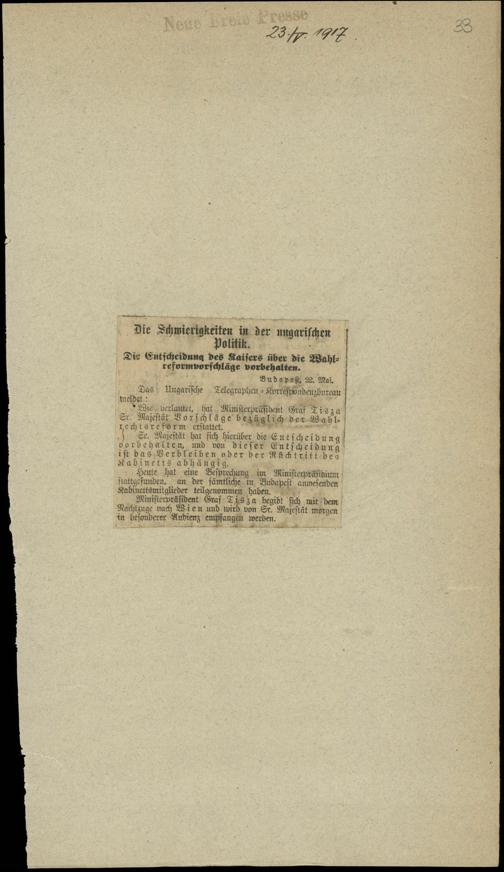 Neue Freie Presse
23./V. 1917.
33
Die Schwierigkeiten in der ungarischen
Politik.
Die Entscheidung des Kaisers über die Wahl-
reformvorschläge vorbehalten.
Budapest, 22. Mai.
Das Ungarische Telegraphen-Korrespondenzbureau
meldet:
Wie verlautet, hat Ministerpräsident Graf Tisza
Sr. Majestät Vorschläge bezüglich der Wahl-
rechtsreform erstattet.
Se. Majestät hat sich hierüber die Entscheidung
vorbehalten, und von dieser Entscheidung
ist das Verbleiben oder der Rücktritt des
Kabinetts abhängig.
Heute hat eine Besprechung im Ministerpräsidium
stattgefunden, an der sämtliche in Budapest anwesenden
Kabinettsmitglieder teilgenommen haben.
Ministerpräsident Graf Tisza begibt sich mit dem
Nachtzuge nach Wien und wird von Sr. Majestät morgen
in besonderer Audienz empfangen werden.